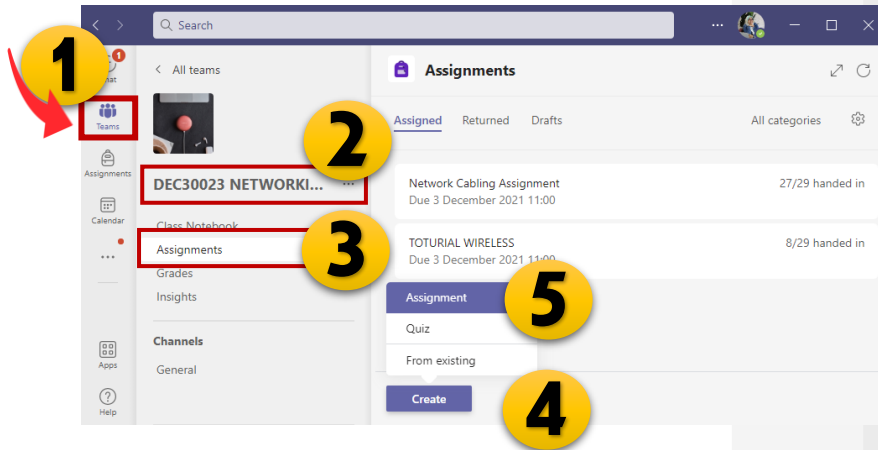 Search
...
1
1
hat
Teams
Assignments
Calendar
...
Apps
Help
All teams
2
DEC30023 NETWORKI... ...
Class Notebook
Assignments
3
Grades
Insights
Channels
General
Assignments
Assigned Returned Drafts All categories
Network Cabling Assignment 27/29 handed in
Due 3 December 2021 11:00
TOTURIAL WIRELESS 8/29 handed in
Due 3 December 2021 11:00
Assignment
5
Quiz
From existing
Create
4